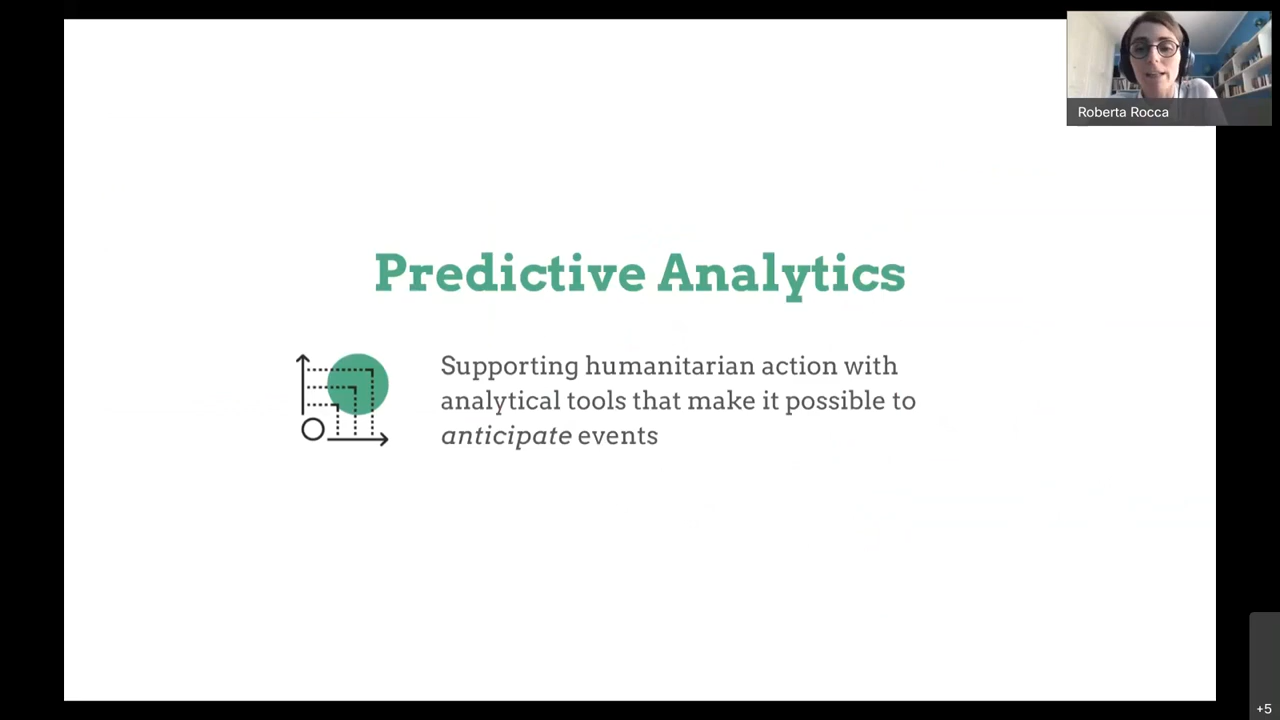 Roberta Rocca
Predictive Analytics
Supporting humanitarian action with
analytical tools that make it possible to
anticipate events
+5